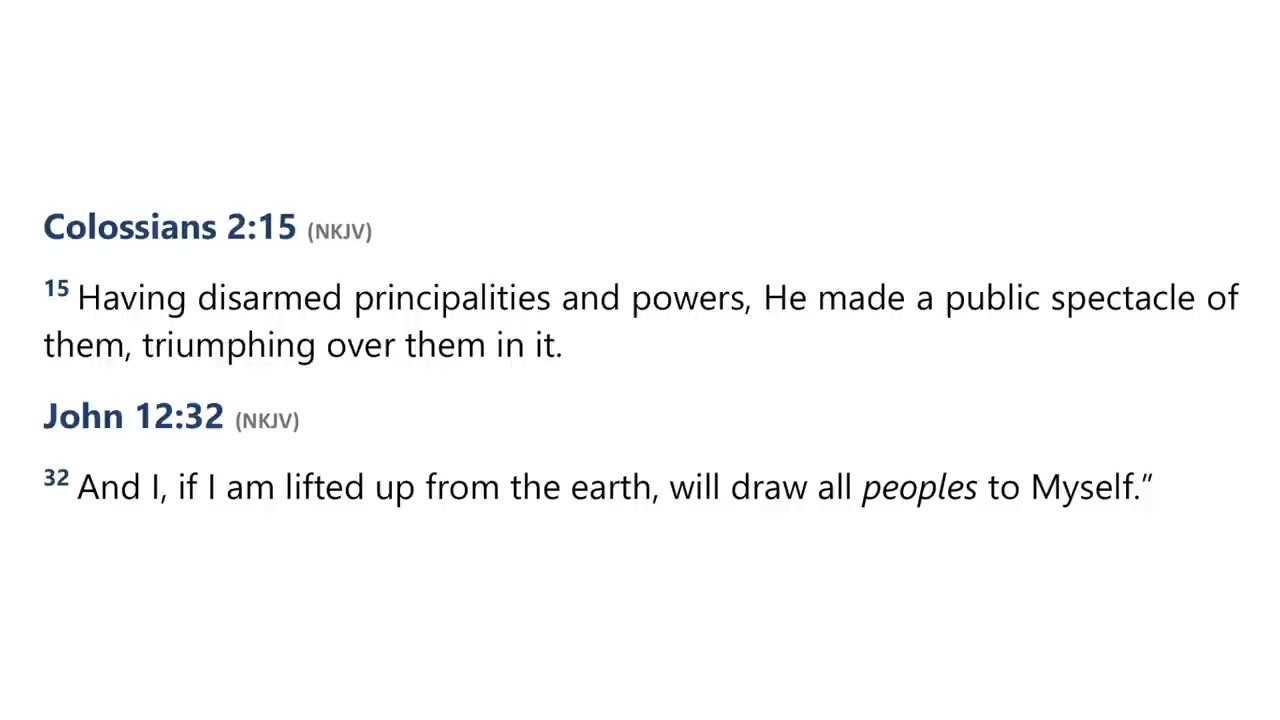 Colossians 2:15 (NKJV)
15 Having disarmed principalities and powers, He made a public spectacle of
them, triumphing over them in it.
John 12:32 (NKJV)
32 And I, if I am lifted up from the earth, will draw all peoples to Myself.”